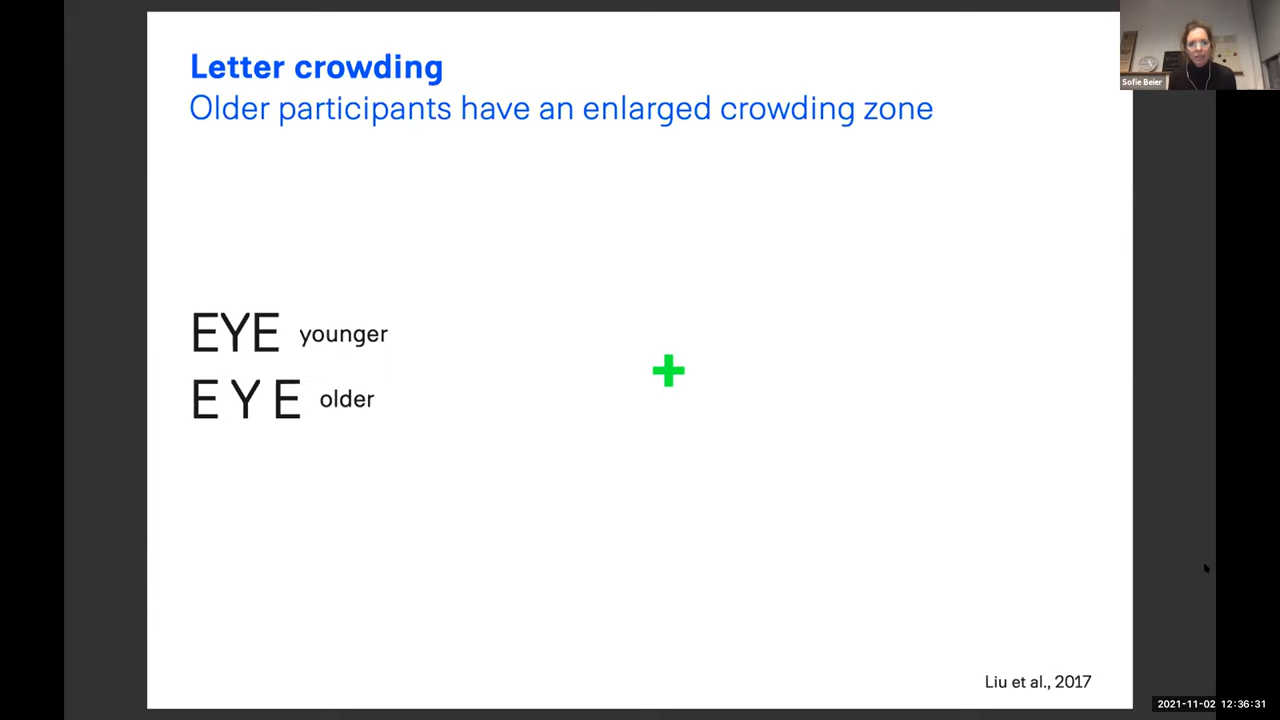 Letter crowding
Older participants have an enlarged crowding zone
Sofie Beier
EYE younger
E Y E older
Liu et al., 2017
2021-11-02 12:36:31